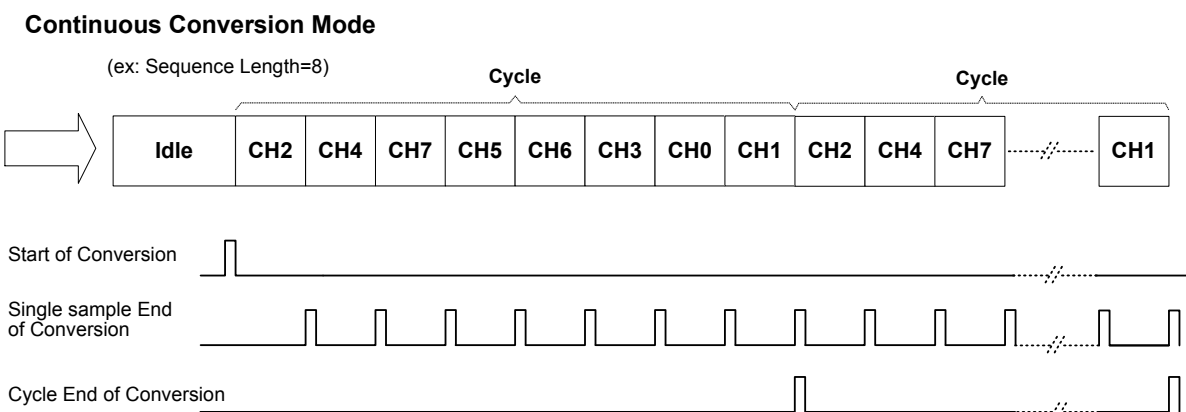 Continuous Conversion Mode
(ex: Sequence Length=8)
Cycle Cycle
Idle CH2 CH4 CH7 CH5 CH6 CH3 CH0 CH1 CH2 CH4 CH7 CH1
Start of Conversion
Single sample End
of Conversion
Cycle End of Conversion